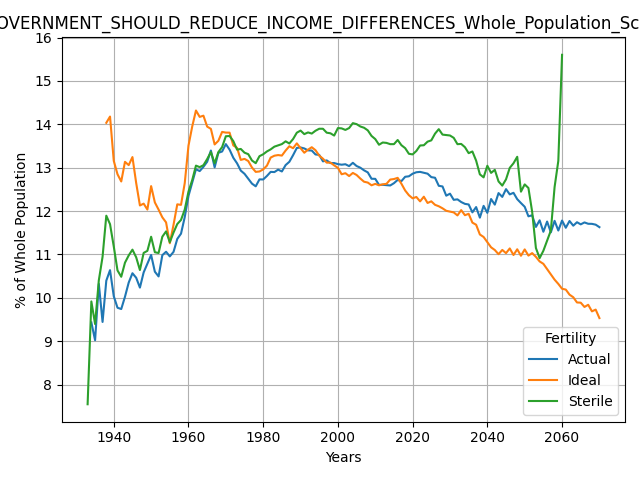 OVERNMENT_SHOULD_REDUCE_INCOME_DIFFERENCES_Whole_Population_Sc
% of Whole Population
16
15
14
13
12
11
10
9
8
1940
1960
1980
2000
2020
2040
2060
Years
Fertility
Actual
Ideal
Sterile